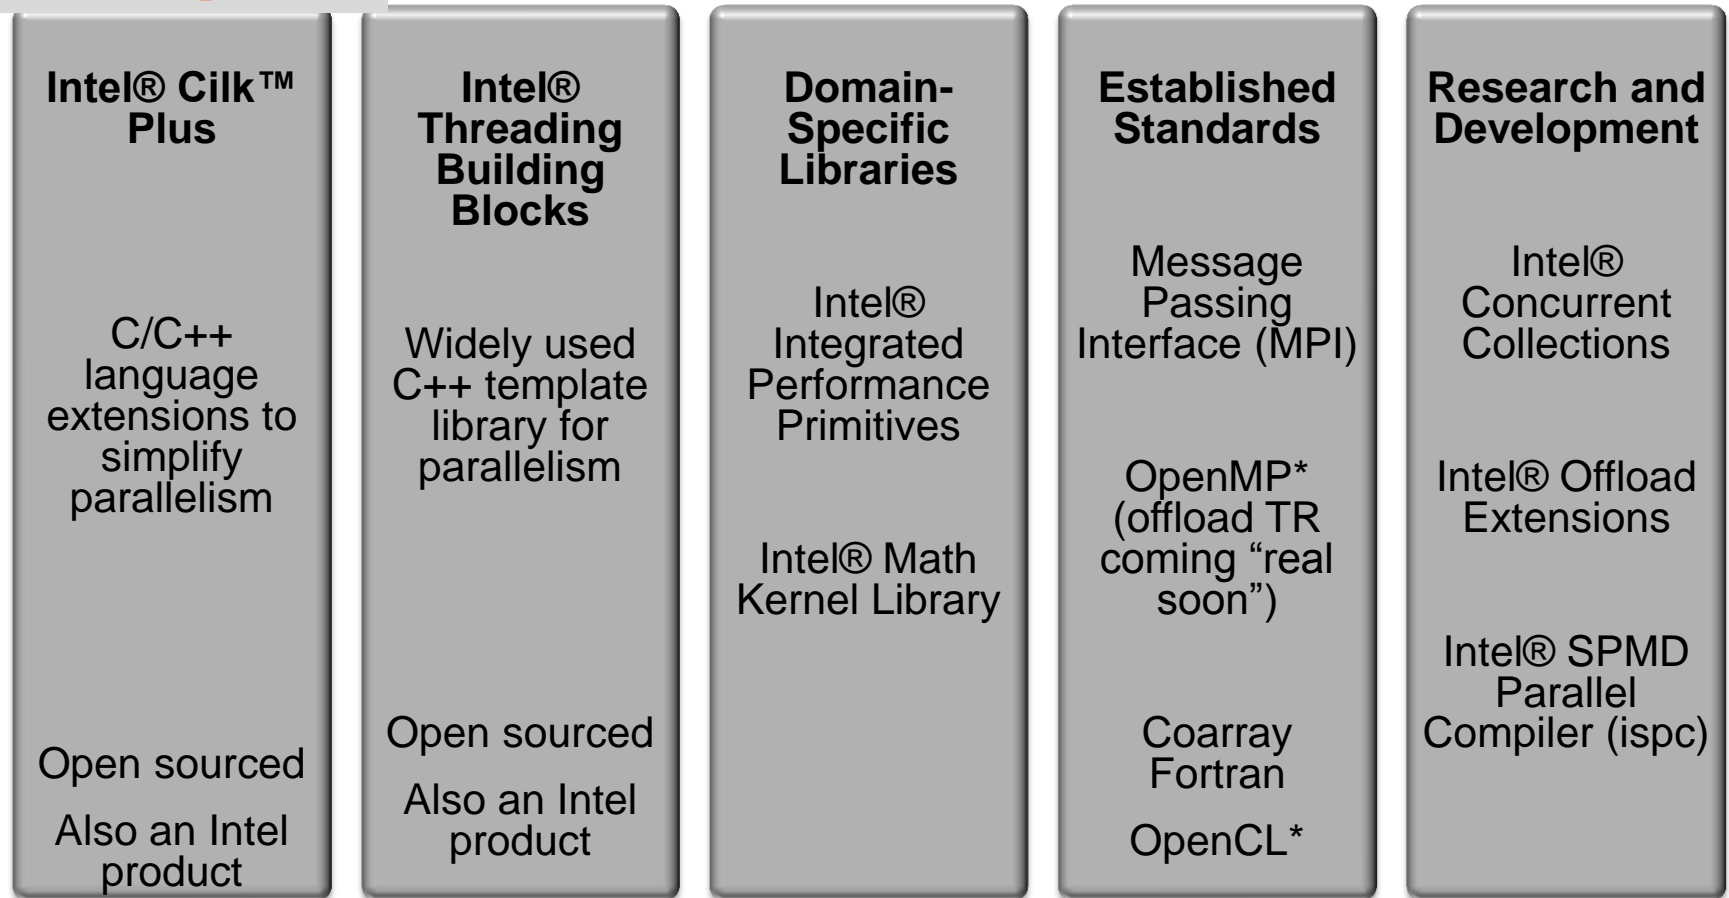 Intel® Cilk™
Plus
C/C++
language
extensions to
simplify
parallelism
Open sourced
Also an Intel
product
Intel®
Threading
Building
Blocks
Widely used
C++ template
library for
parallelism
Open sourced
Also an Intel
product
Domain-
Specific
Libraries
Intel®
Integrated
Performance
Primitives
Intel® Math
Kernel Library
Established
Standards
Message
Passing
Interface (MPI)
OpenMP*
(offload TR
coming “real
soon”)
Coarray
Fortran
OpenCL*
Research and
Development
Intel®
Concurrent
Collections
Intel® Offload
Extensions
Intel® SPMD
Parallel
Compiler (ispc)